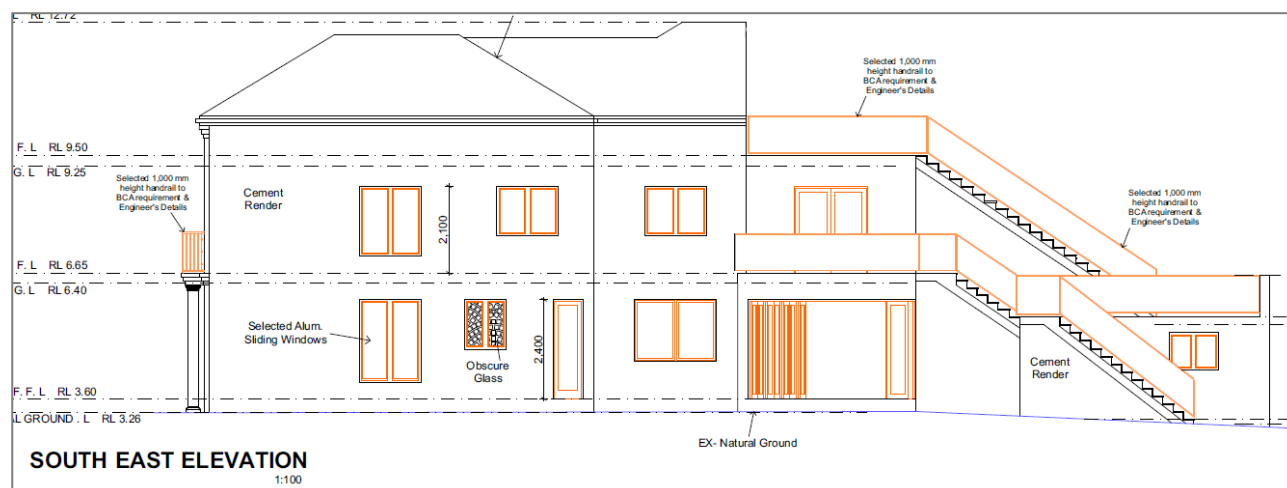 L RL 12.72
Selected 1,000 mm
height handrail to
BCA requirement &
Engineer's Details
F. L RL 9.50
G. L RL 9.25
Selected 1,000 mm
height handrail to
BCA requirement &
Engineer's Details
Cement
Render
2,100
Selected 1,000 mm
height handrail to
BCA requirement &
Engineer's Details
F. L RL 6.65
G. L RL 6.40
Selected Alum.
Sliding Windows
Obscure
Glass
2,400
Cement
Render
F. F. L RL 3.60
AL GROUND . L RL 3.26
EX- Natural Ground
SOUTH EAST ELEVATION
1:100